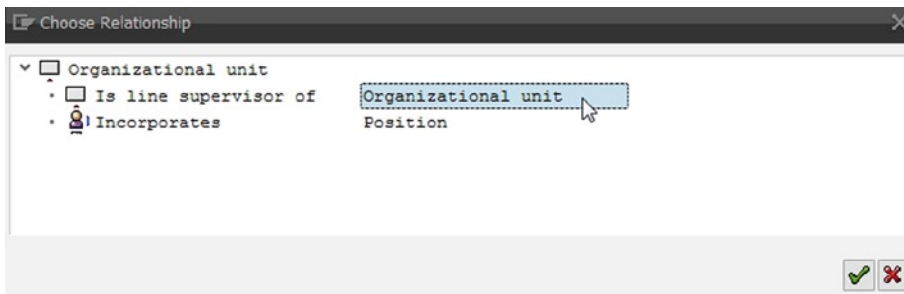 Choose Relationship
Organizational unit
Is line supervisor of Organizational unit
Incorporates Position